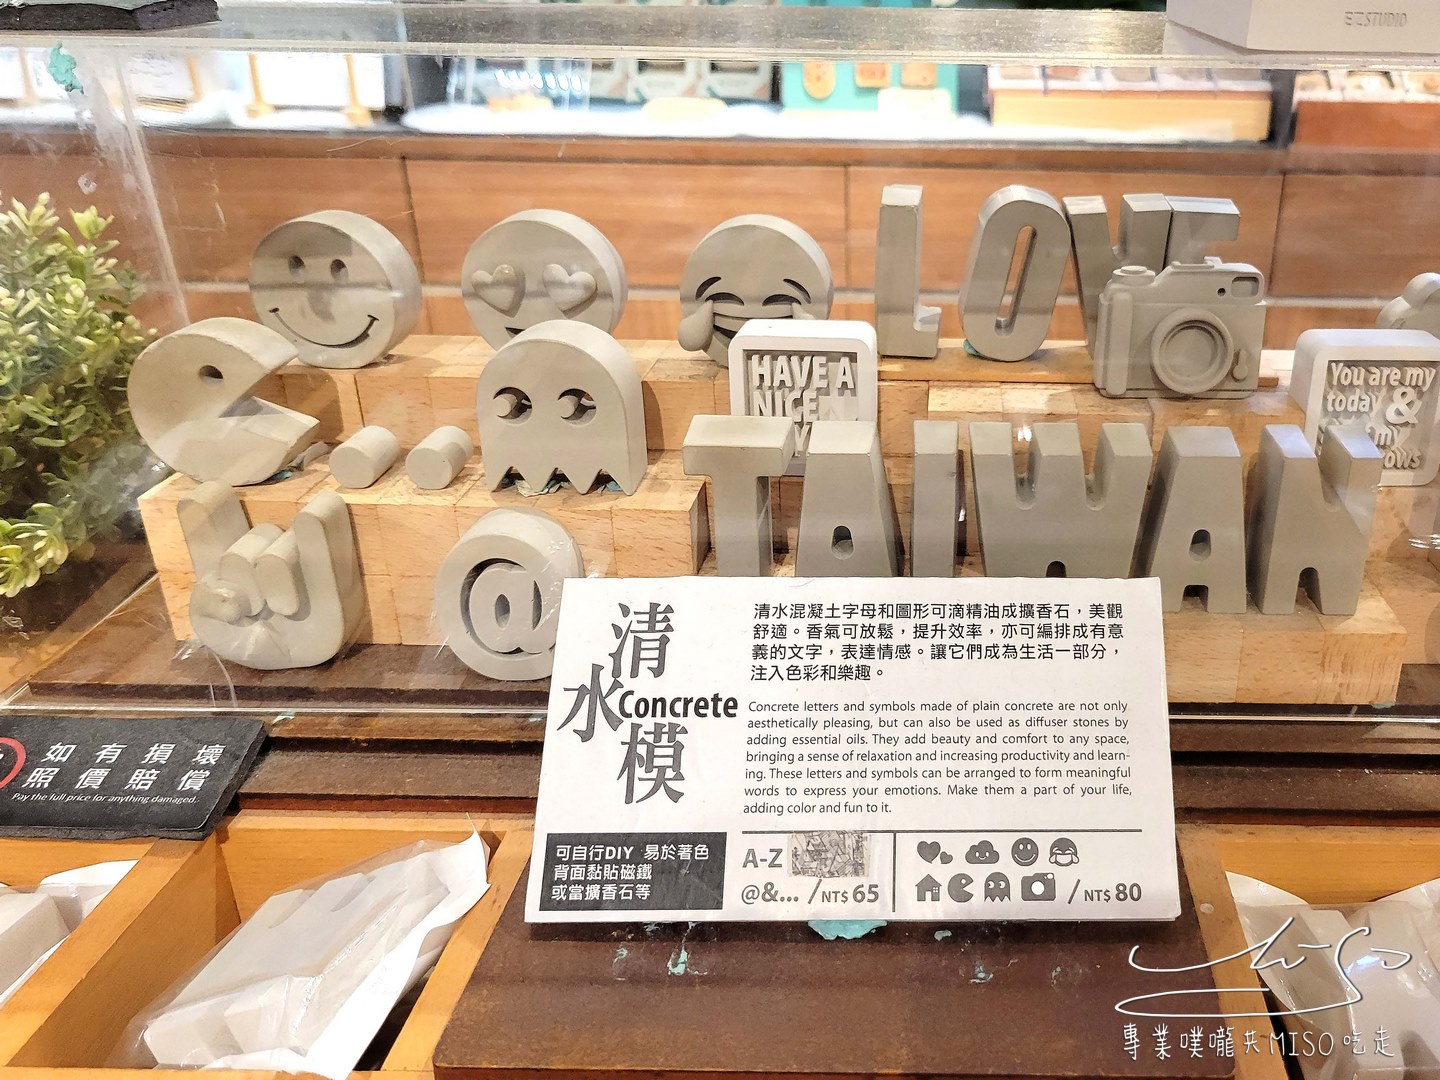 EZSTUDIO
LOVE
HAVE A
NICE
You are my
today &
TAIWAN
@
清水模
Concrete
清水混凝土字母和圖形可滴精油成擴香石，美觀
舒適。香氣可放鬆，提升效率，亦可編排成有意
義的文字，表達情感。讓它們成為生活一部分，
注入色彩和樂趣。
Concrete letters and symbols made of plain concrete are not only
aesthetically pleasing, but can also be used as diffuser stones by
adding essential oils. They add beauty and comfort to any space,
bringing a sense of relaxation and increasing productivity and learn-
ing. These letters and symbols can be arranged to form meaningful
words to express your emotions. Make them a part of your life,
adding color and fun to it.
可自行DIY 易於著色
背面黏貼磁鐵
或當擴香石等
A-Z
@&... /NT$ 65
/NT$ 80
如有損壞
照價賠償
Pay the full price for anything damaged..
MiSo
專業噗嚨共MISO吃走